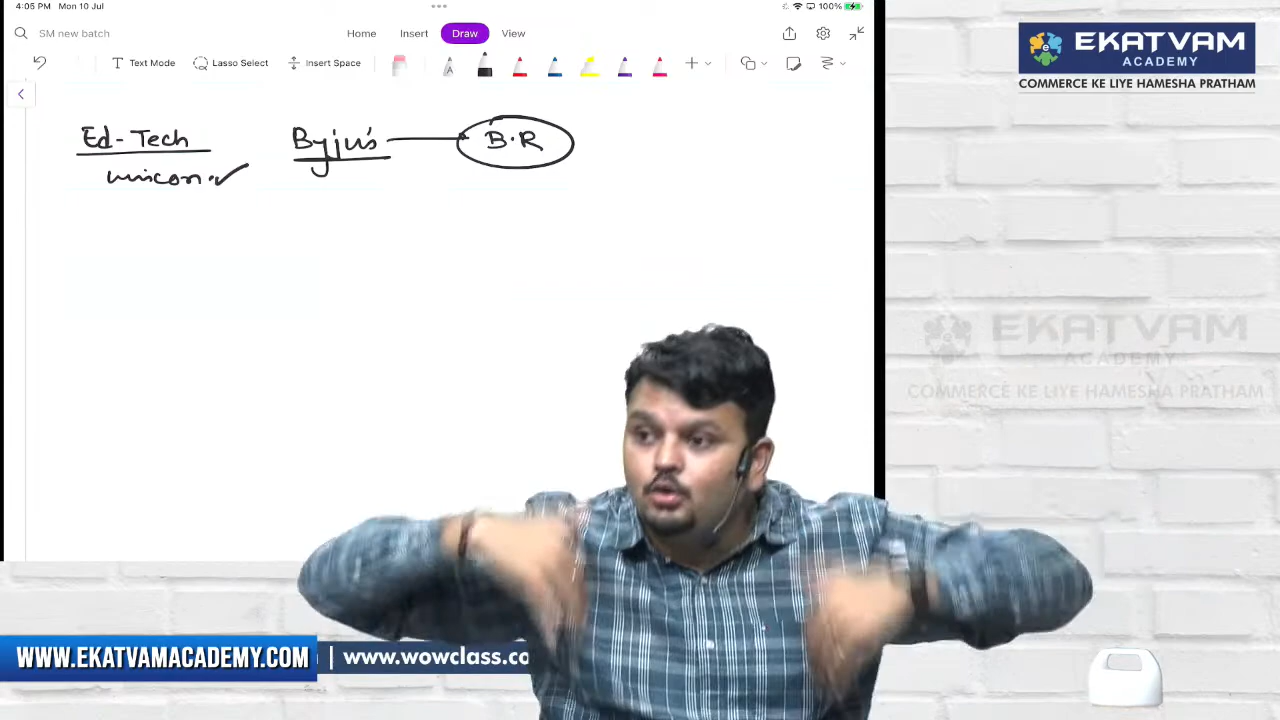 4:05 PM Mon 10 Jul
100%
SM new batch
Home Insert Draw View
Text Mode Lasso Select Insert Space
Ed-Tech Byju's B.R
unicon
EKATVAM
ACADEMY
COMMERCE KE LIYE HAMESHA PRATHAM
EKATVAM
ACADEMY
COMMERCE KE LIYE HAMESHA PRATHAM
WWW.EKATVAMACADEMY.COM www.wowclass.co